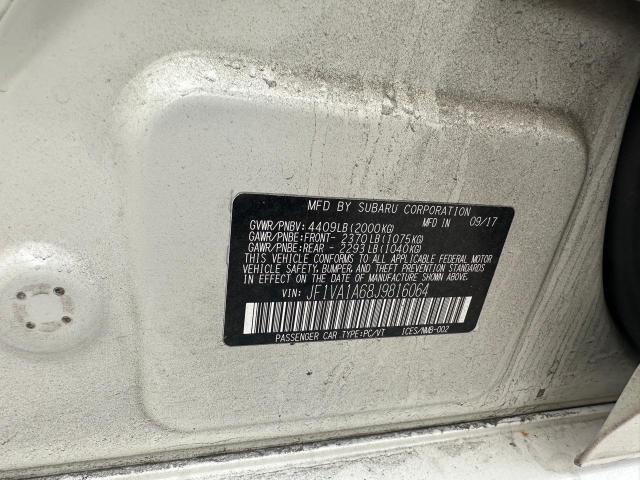 MFD BY SUBARU CORPORATION
GVWR/PNBV: 4409LB(2000KG) MFD IN 09/17
GAWR/PNBE:FRONT- 2370LB(1075KG)
GAWR/PNBE:REAR - 2293LB(1040KG)
THIS VEHICLE CONFORMS TO ALL APPLICABLE FEDERAL MOTOR
VEHICLE SAFETY, BUMPER, AND THEFT PREVENTION STANDARDS
IN EFFECT ON THE DATE OF MANUFACTURE SHOWN ABOVE.
VIN: JF1VA1A68J9816064
PASSENGER CAR TYPE:PC/VT ICES/NMB-002